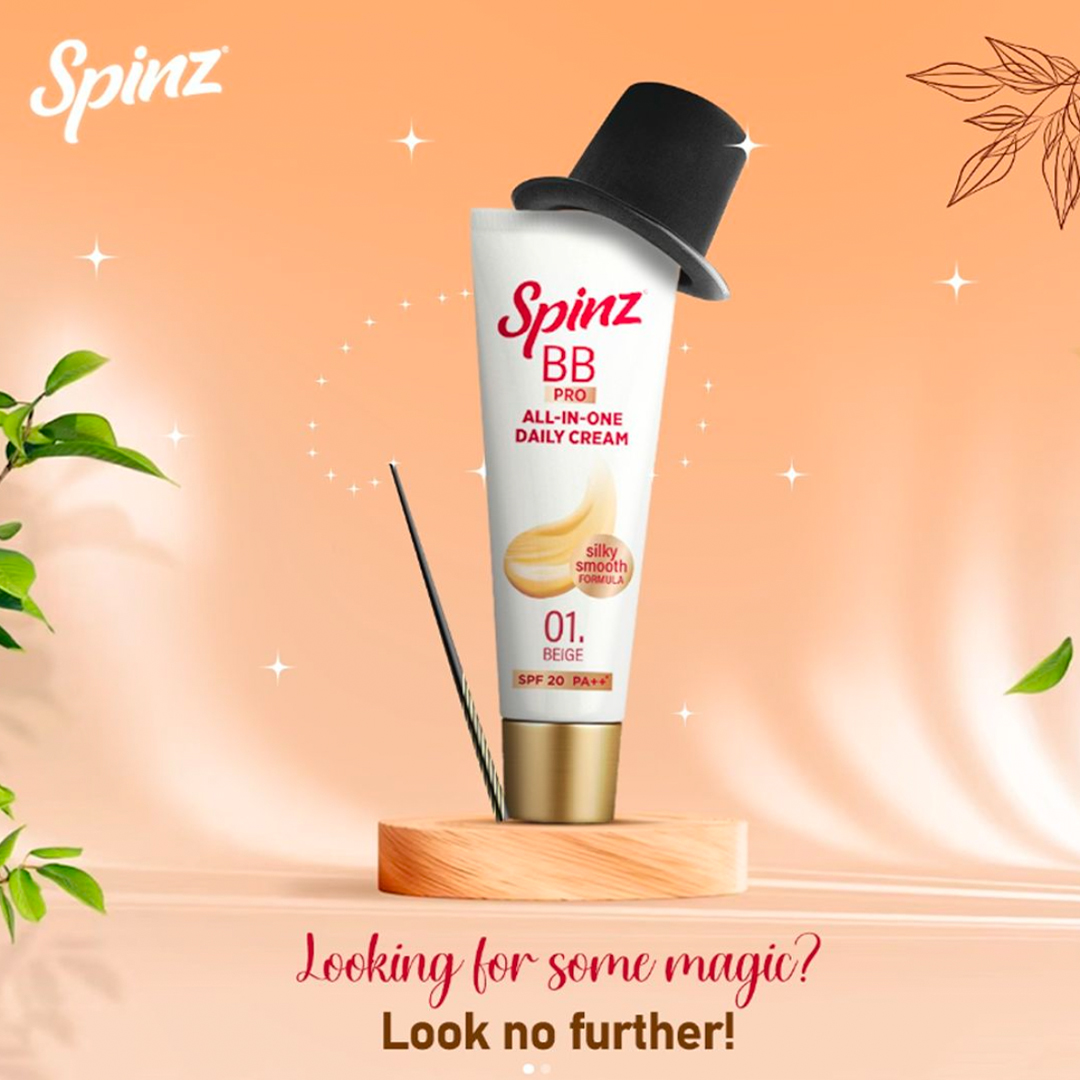 Spinz
Spinz
BB
PRO
ALL-IN-ONE
DAILY CREAM
silky
smooth
FORMULA
01.
BEIGE
SPF 20 PA++*
Looking for some magic?
Look no further!